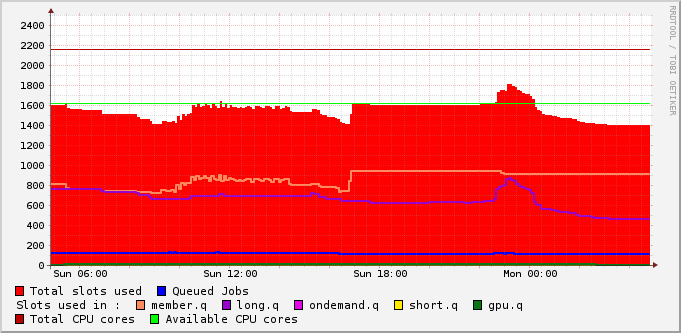 2400
2200
2000
1800
1600
1400
1200
1000
800
600
400
200
0
Sun 06:00 Sun 12:00 Sun 18:00 Mon 00:00
Total slots used Queued Jobs
Slots used in : member.q long.q ondemand.q short.q gpu.q
Total CPU cores Available CPU cores
RRDTOOL / TOBI OETIKER